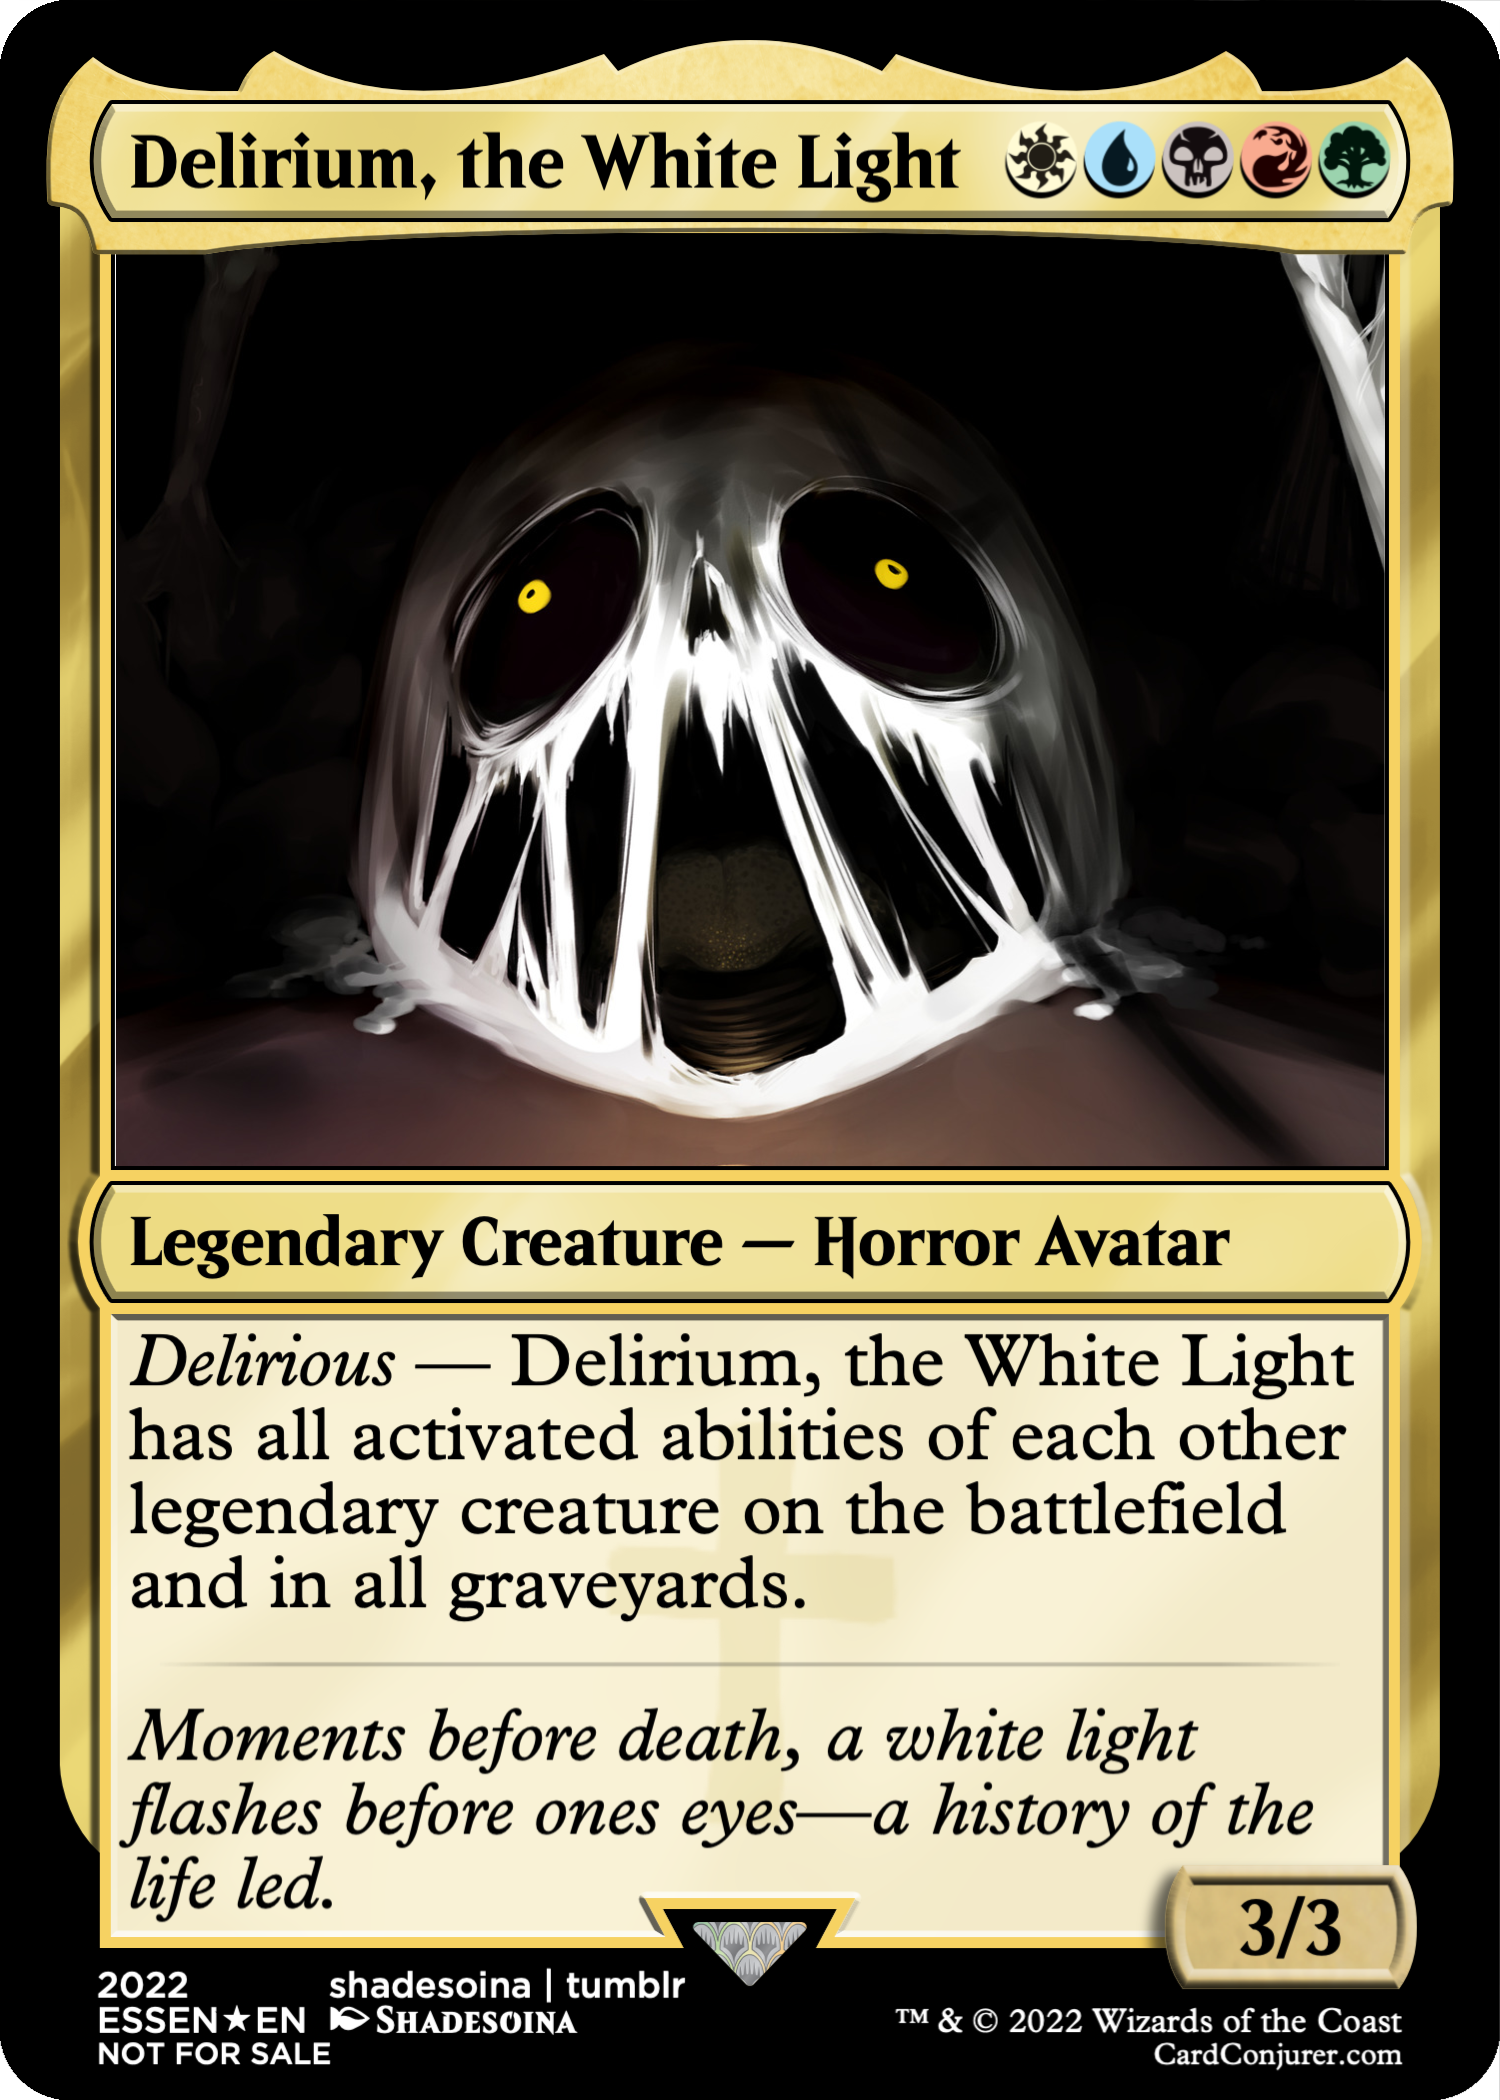 Delirium, the White Light
Legendary Creature — Horror Avatar
Delirious — Delirium, the White Light
has all activated abilities of each other
legendary creature on the battlefield
and in all graveyards.
Moments before death, a white light
flashes before ones eyes—a history of the
life led.
3/3
2022 shadesoina | tumblr
ESSEN★EN SHADESOINA
NOT FOR SALE
™ & © 2022 Wizards of the Coast
CardConjurer.com